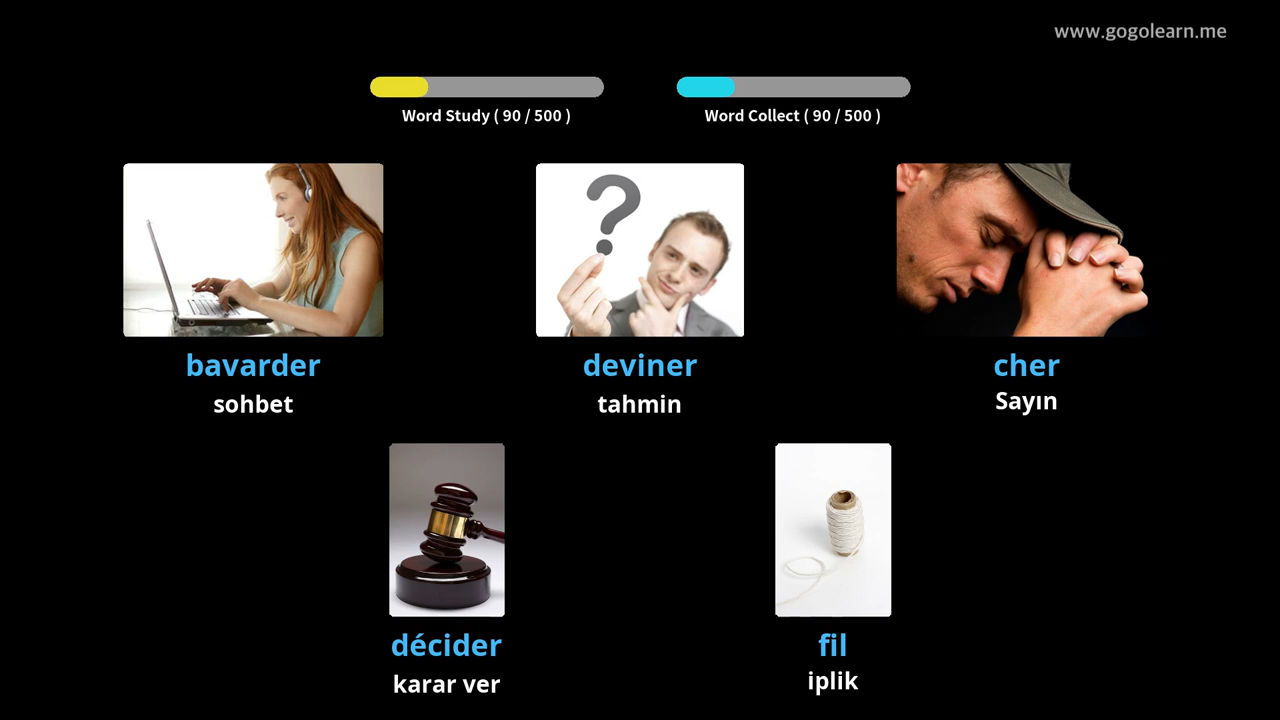 www.gogolearn.me
Word Study ( 90 / 500 )
Word Collect ( 90 / 500 )
bavarder
sohbet
deviner
tahmin
cher
Sayın
décider
karar ver
fil
iplik